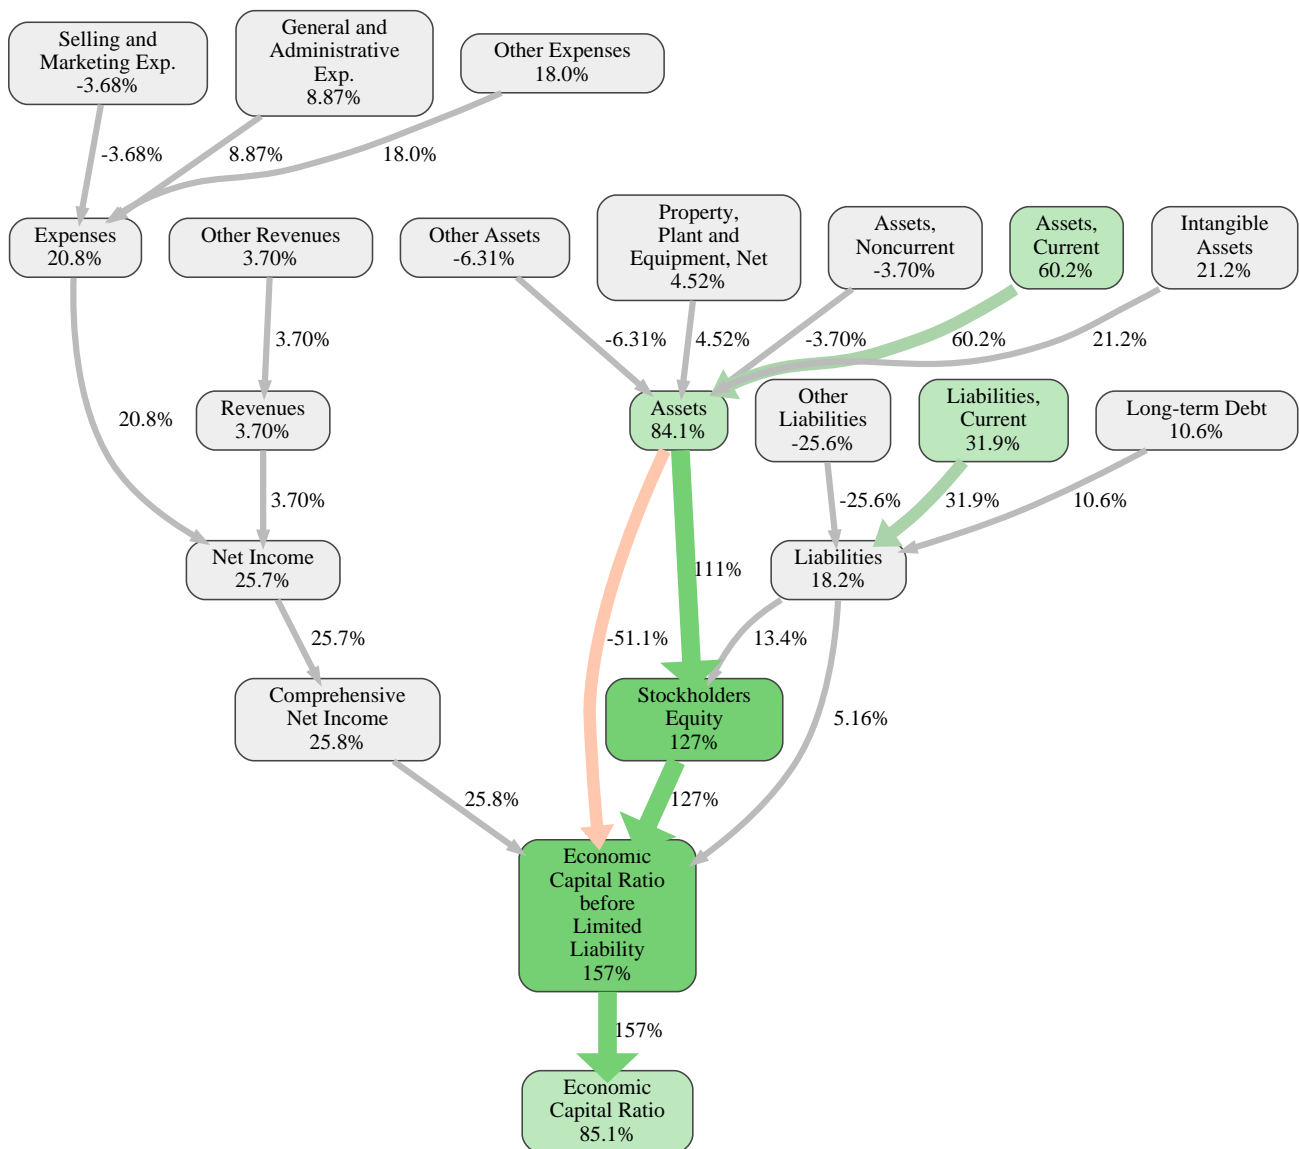 Selling and
Marketing Exp.
-3.68%
General and
Administrative
Exp.
8.87%
Other Expenses
18.0%
-3.68%
8.87%
18.0%
Expenses
20.8%
Other Revenues
3.70%
Other Assets
-6.31%
Property,
Plant and
Equipment, Net
4.52%
Assets,
Noncurrent
-3.70%
Assets,
Current
60.2%
Intangible
Assets
21.2%
3.70%
-6.31%
4.52%
-3.70%
60.2%
21.2%
20.8%
Revenues
3.70%
Assets
84.1%
Other
Liabilities
-25.6%
Liabilities,
Current
31.9%
Long-term Debt
10.6%
3.70%
-25.6%
31.9%
10.6%
Net Income
25.7%
111%
Liabilities
18.2%
25.7%
-51.1%
13.4%
Comprehensive
Net Income
25.8%
Stockholders
Equity
127%
5.16%
25.8%
127%
Economic
Capital Ratio
before
Limited
Liability
157%
157%
Economic
Capital Ratio
85.1%